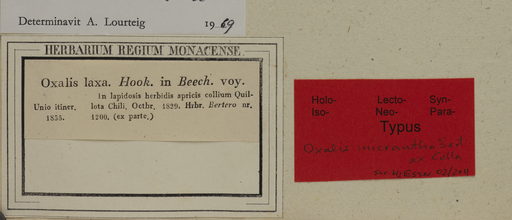 Determinavit A. Lourteig 1969
HERBARIUM REGIUM MONACENSE.
Oxalis laxa. Hook. in Beech. voy.
In lapidosis herbidis apricis collium Quil-
Unio itiner. lota Chili, Octbr. 1829. Hrbr. Bertero nr.
1835. 1200. (ex parte.)
Holo- Lecto- Syn-
Iso- Neo- Para-
Typus
Oxalis micrantha
ex Colla